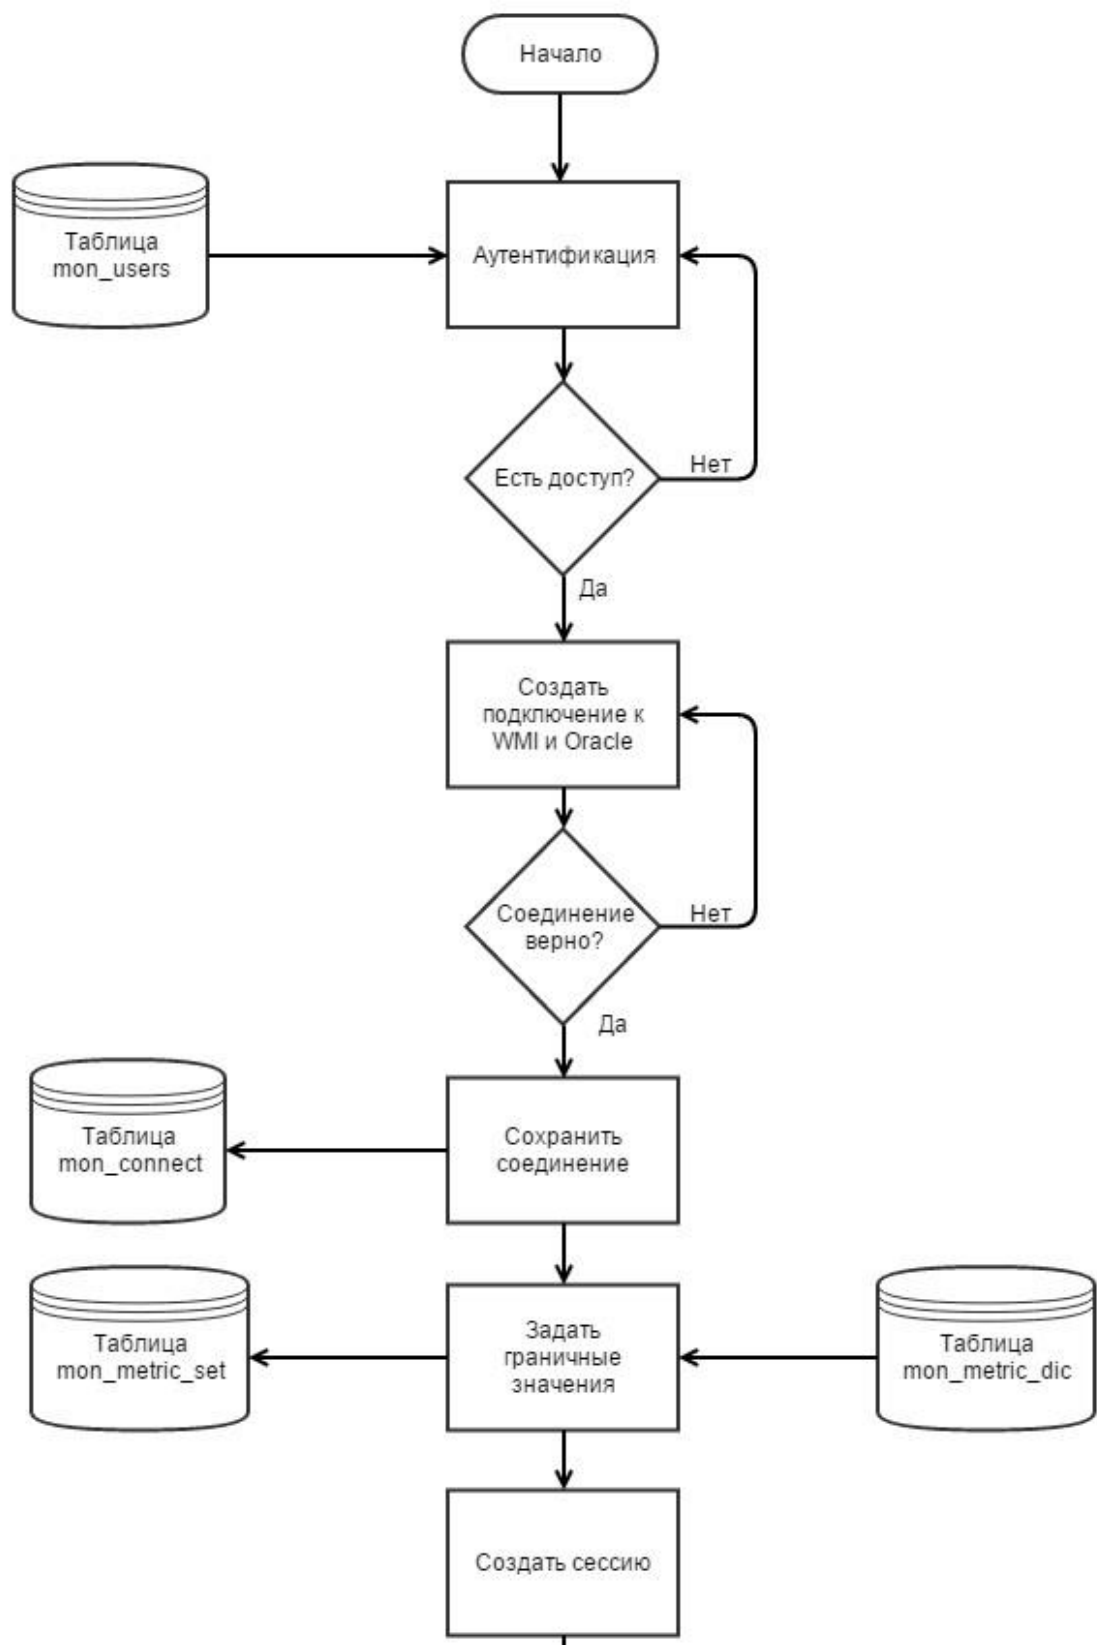 Начало
Таблица
mon_users
Аутентификация
Есть доступ?
Нет
Да
Создать
подключение к
WMI и Oracle
Соединение
верно?
Нет
Да
Таблица
mon_connect
Сохранить
соединение
Таблица
mon_metric_set
Задать
граничные
значения
Таблица
mon_metric_dic
Создать сессию